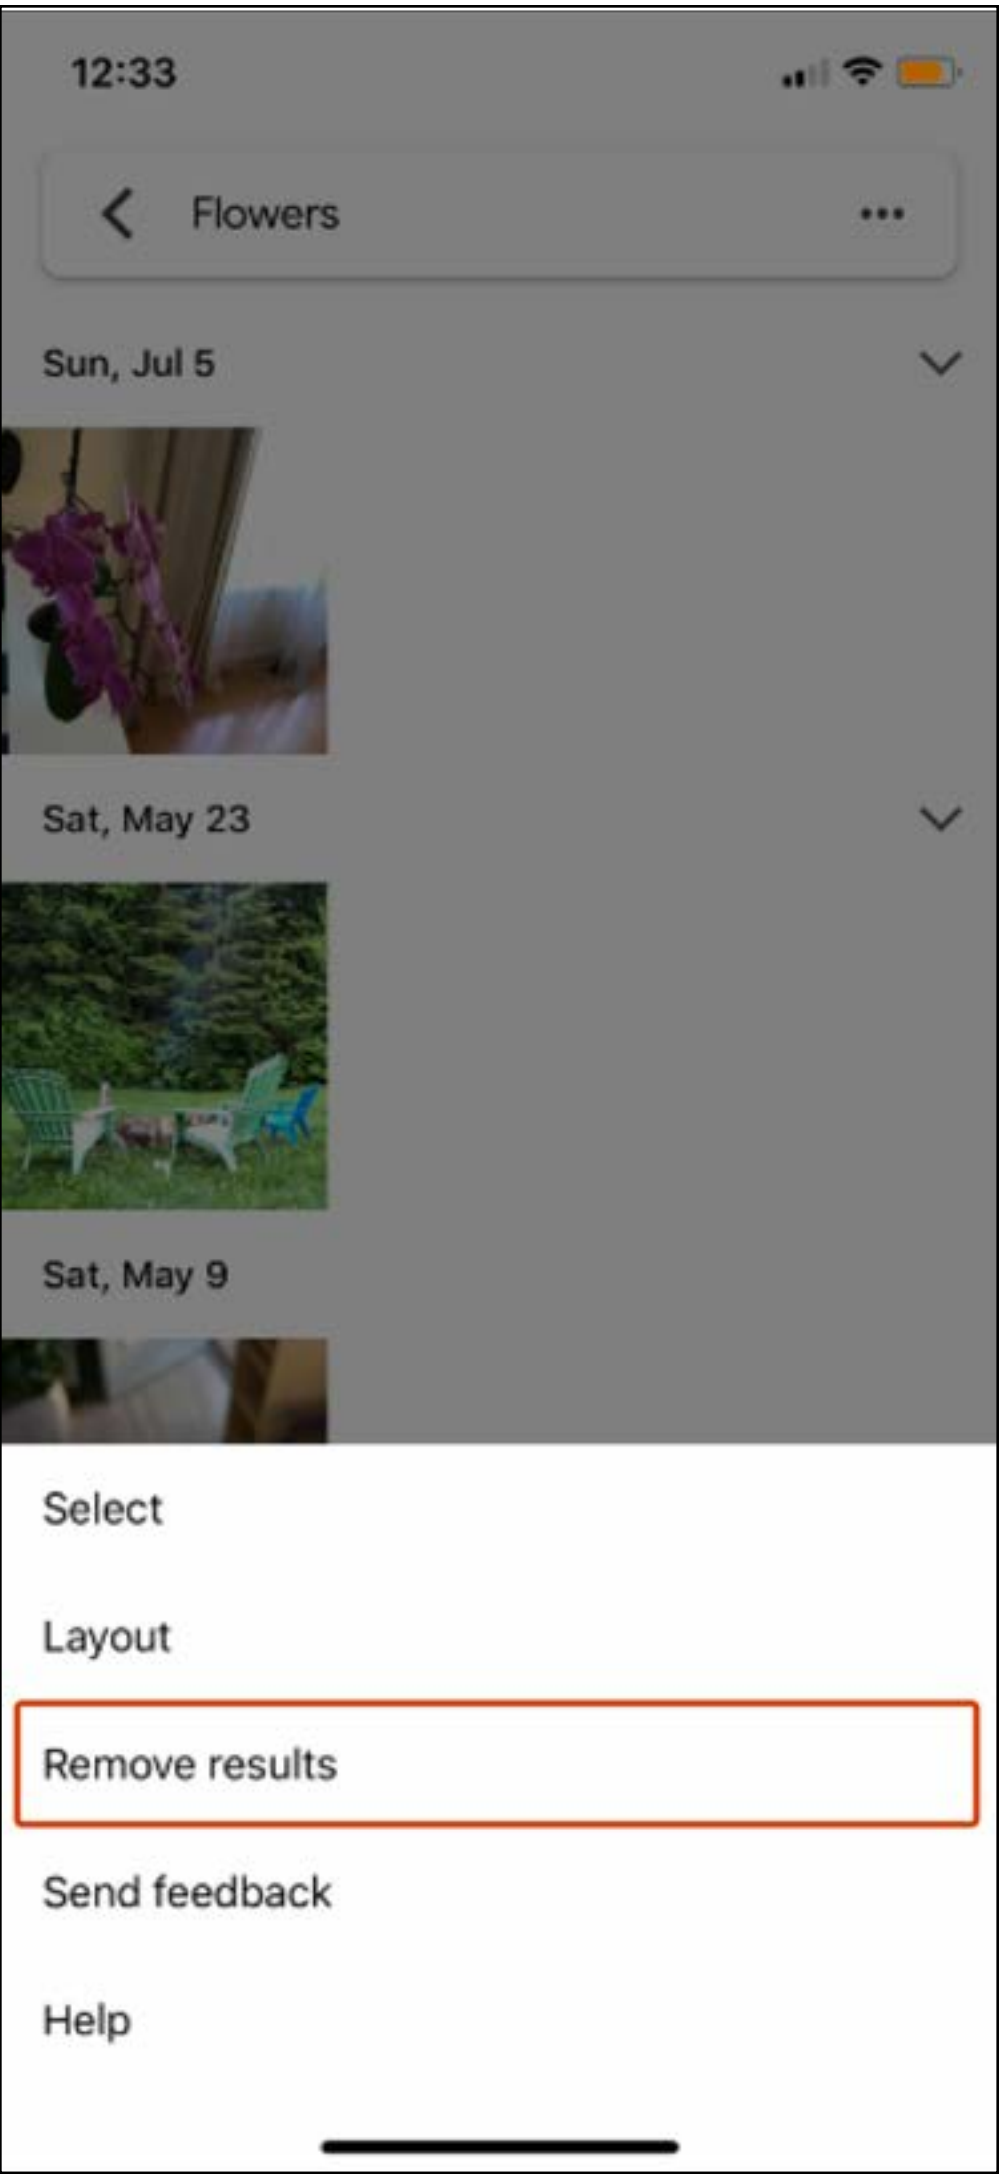 12:33
Flowers
Sun, Jul 5
Sat, May 23
Sat, May 9
Select
Layout
Remove results
Send feedback
Help